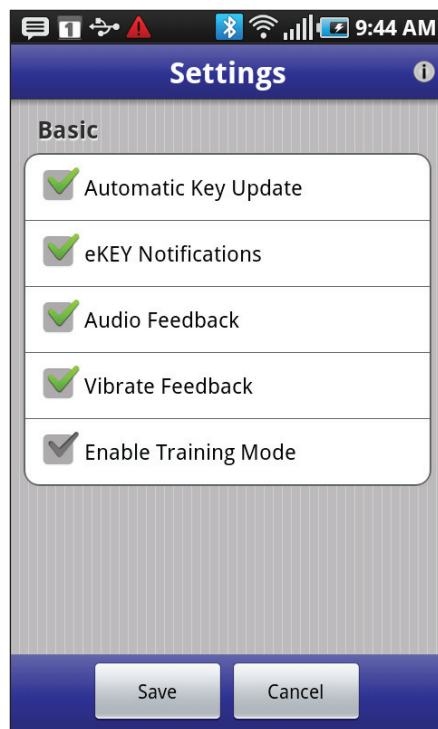 1 9:44 AM
Settings i
Basic
Automatic Key Update
eKEY Notifications
Audio Feedback
Vibrate Feedback
Enable Training Mode
Save Cancel